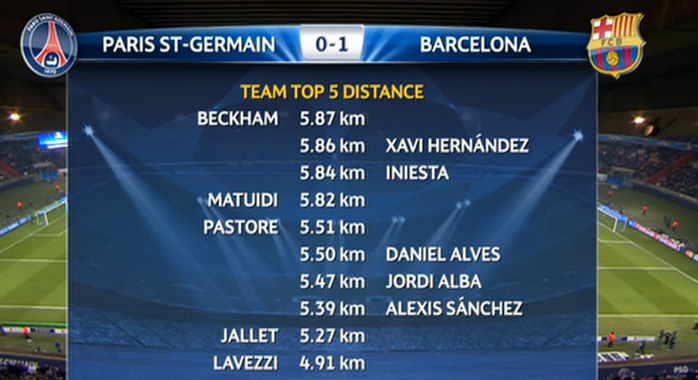 PARIS ST-GERMAIN 0-1 BARCELONA
TEAM TOP 5 DISTANCE
BECKHAM 5.87 km
5.86 km XAVI HERNÁNDEZ
5.84 km INIESTA
MATUIDI 5.82 km
PASTORE 5.51 km
5.50 km DANIEL ALVES
5.47 km JORDI ALBA
5.39 km ALEXIS SÁNCHEZ
JALLET 5.27 km
LAVEZZI 4.91 km